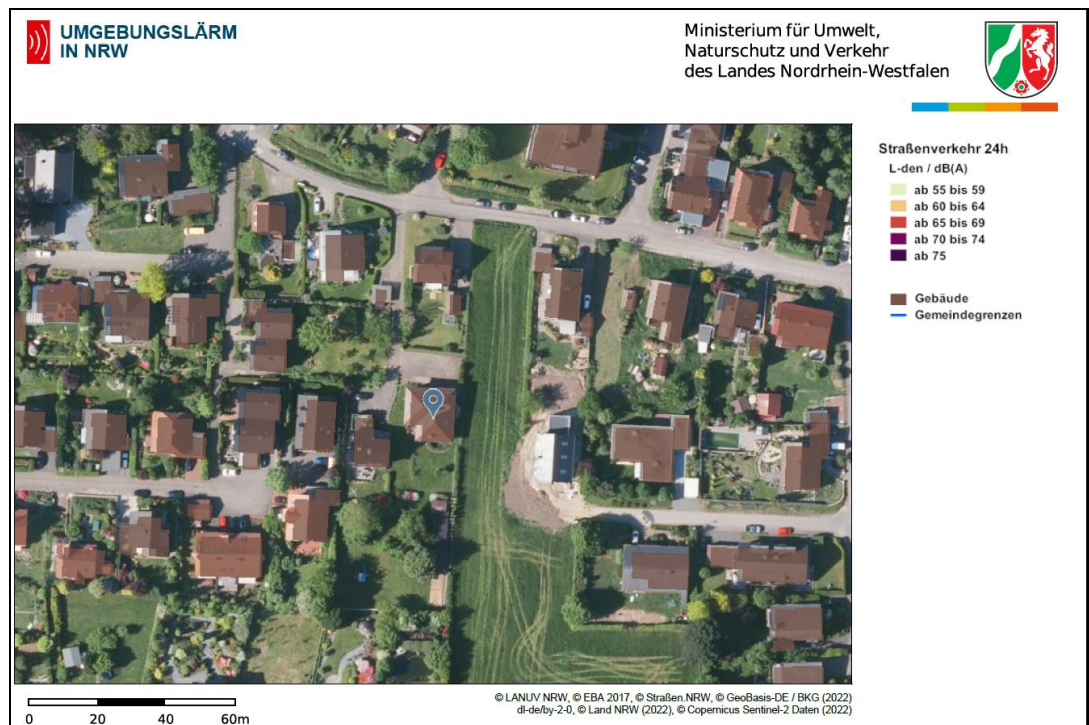 UMGEBUNGSLÄRM
IN NRW
Ministerium für Umwelt,
Naturschutz und Verkehr
des Landes Nordrhein-Westfalen
Straßenverkehr 24h
L-den / dB(A)
ab 55 bis 59
ab 60 bis 64
ab 65 bis 69
ab 70 bis 74
ab 75
Gebäude
Gemeindegrenzen
© LANUV NRW, © EBA 2017, © Straßen.NRW, © GeoBasis-DE / BKG (2022)
dl-de/by-2-0, © Land NRW (2022), © Copernicus Sentinel-2 Daten (2022)
0 20 40 60m